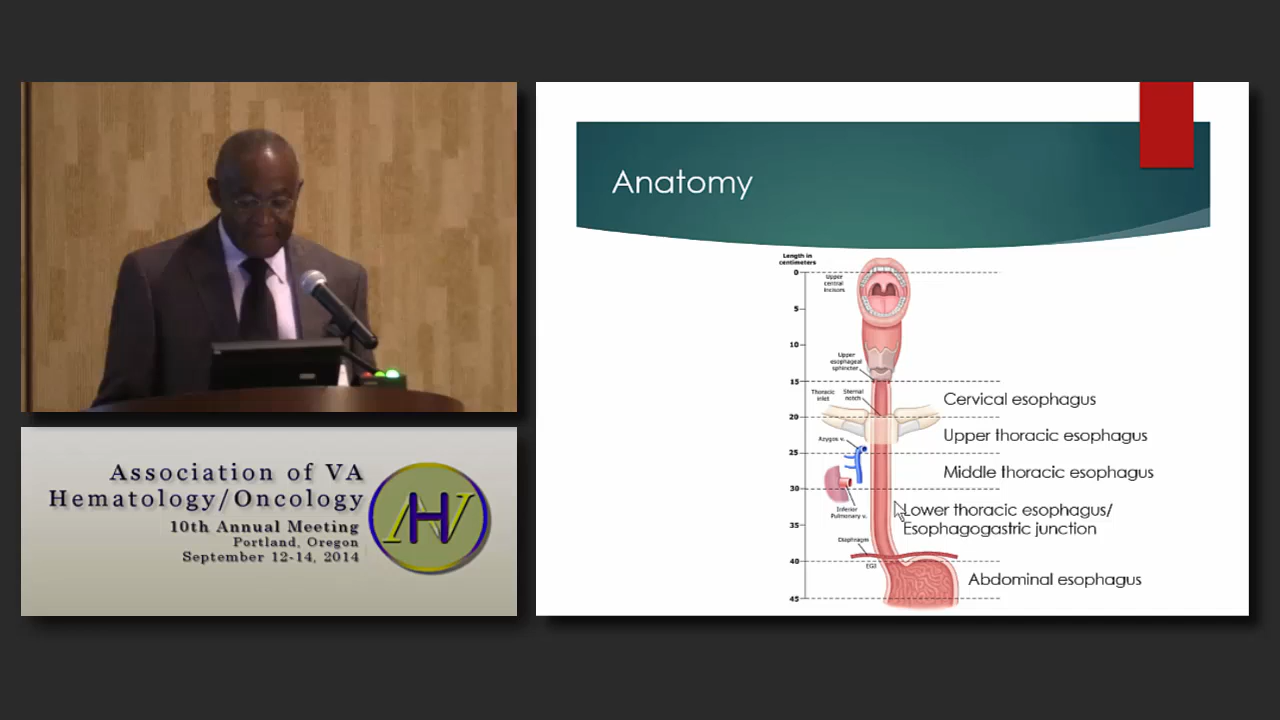 Association of VA
Hematology/Oncology
10th Annual Meeting
Portland, Oregon
September 12-14, 2014
AHV
Anatomy
Length in
centimeters
0
Upper
central
incisors
5
10
Upper
esophageal
sphincter
15
Thoracic
inlet
Sternal
notch
Cervical esophagus
20
Upper thoracic esophagus
Azygos v.
25
Middle thoracic esophagus
30
Inferior
Pulmonary v.
Lower thoracic esophagus/
Esophagogastric junction
35
Diaphragm
40
EGJ
Abdominal esophagus
45